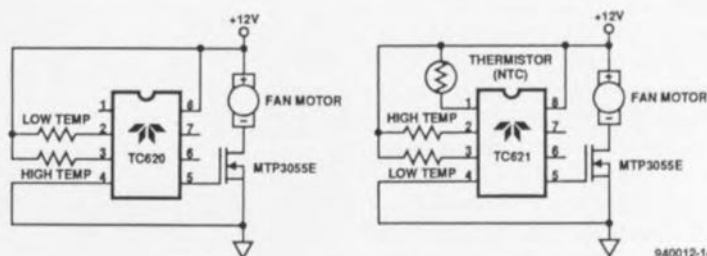 +12V
FAN MOTOR
LOW TEMP
HIGH TEMP
1
2
3
4
8
7
6
5
TC620
MTP3055E
+12V
THERMISTOR
(NTC)
FAN MOTOR
HIGH TEMP
LOW TEMP
1
2
3
4
8
7
6
5
TC621
MTP3055E
940012-1